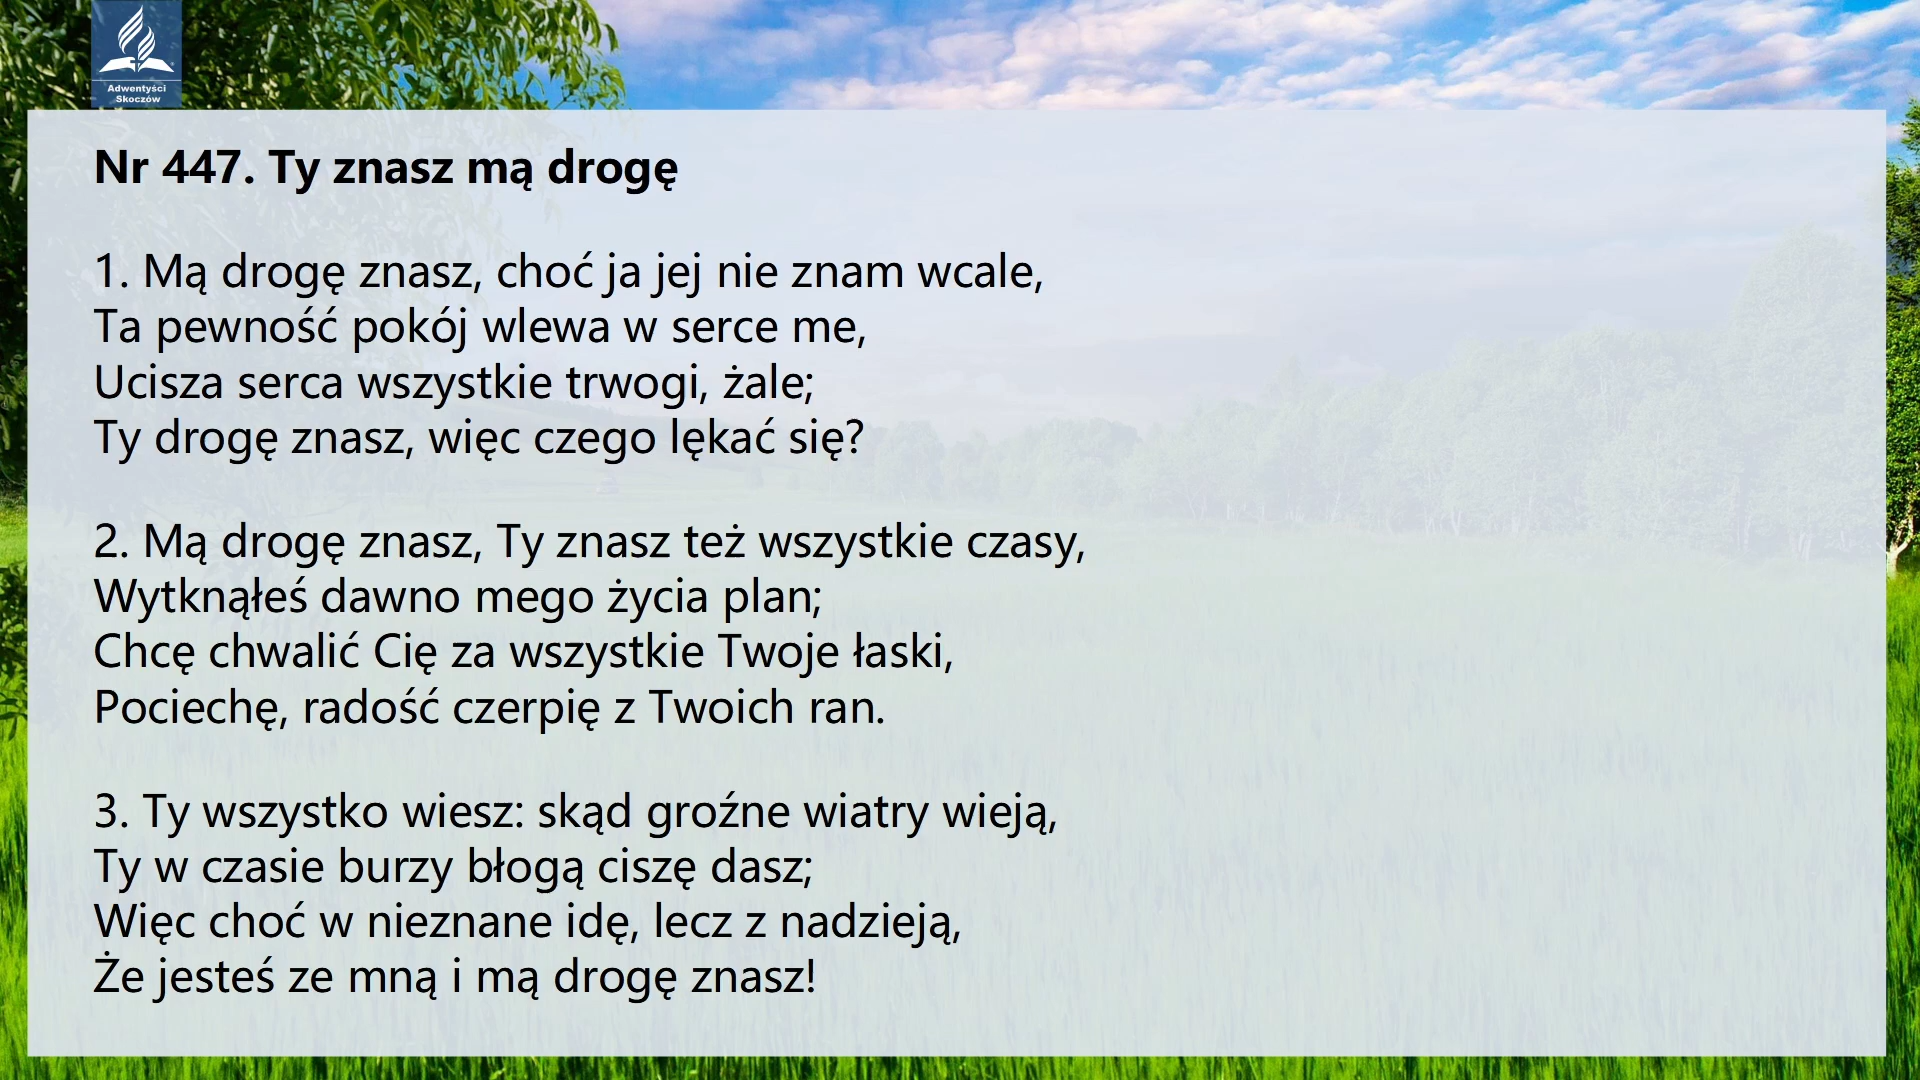 Adwentyści
Skoczów
Nr 447. Ty znasz mą drogę
1. Mą drogę znasz, choć ja jej nie znam wcale,
Ta pewność pokój wlewa w serce me,
Ucisza serca wszystkie trwogi, żale;
Ty drogę znasz, więc czego lękać się?
2. Mą drogę znasz, Ty znasz też wszystkie czasy,
Wytknąłeś dawno mego życia plan;
Chcę chwalić Cię za wszystkie Twoje łaski,
Pociechę, radość czerpię z Twoich ran.
3. Ty wszystko wiesz: skąd groźne wiatry wieją,
Ty w czasie burzy błogą ciszę dasz;
Więc choć w nieznane idę, lecz z nadzieją,
Że jesteś ze mną i mą drogę znasz!